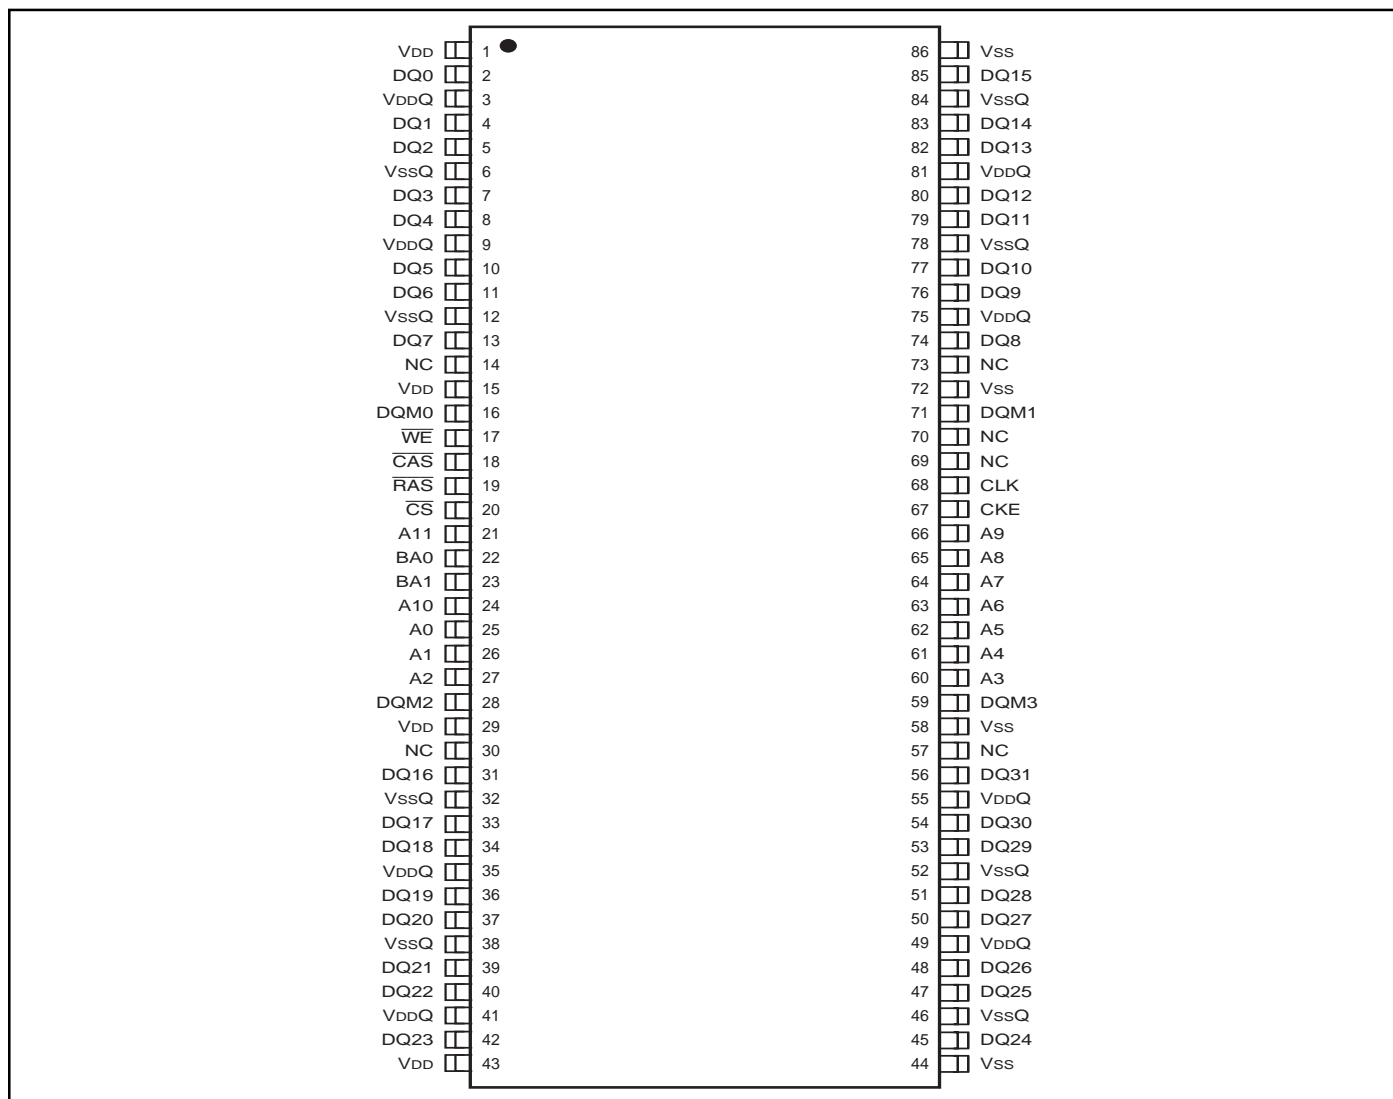 VDD 1 86 VSS
DQ0 2 85 DQ15
VDDQ 3 84 VSSQ
DQ1 4 83 DQ14
DQ2 5 82 DQ13
VSSQ 6 81 VDDQ
DQ3 7 80 DQ12
DQ4 8 79 DQ11
VDDQ 9 78 VSSQ
DQ5 10 77 DQ10
DQ6 11 76 DQ9
VSSQ 12 75 VDDQ
DQ7 13 74 DQ8
NC 14 73 NC
VDD 15 72 VSS
DQM0 16 71 DQM1
W̅E̅ 17 70 NC
C̅A̅S̅ 18 69 NC
R̅A̅S̅ 19 68 CLK
C̅S̅ 20 67 CKE
A11 21 66 A9
BA0 22 65 A8
BA1 23 64 A7
A10 24 63 A6
A0 25 62 A5
A1 26 61 A4
A2 27 60 A3
DQM2 28 59 DQM3
VDD 29 58 VSS
NC 30 57 NC
DQ16 31 56 DQ31
VSSQ 32 55 VDDQ
DQ17 33 54 DQ30
DQ18 34 53 DQ29
VDDQ 35 52 VSSQ
DQ19 36 51 DQ28
DQ20 37 50 DQ27
VSSQ 38 49 VDDQ
DQ21 39 48 DQ26
DQ22 40 47 DQ25
VDDQ 41 46 VSSQ
DQ23 42 45 DQ24
VDD 43 44 VSS